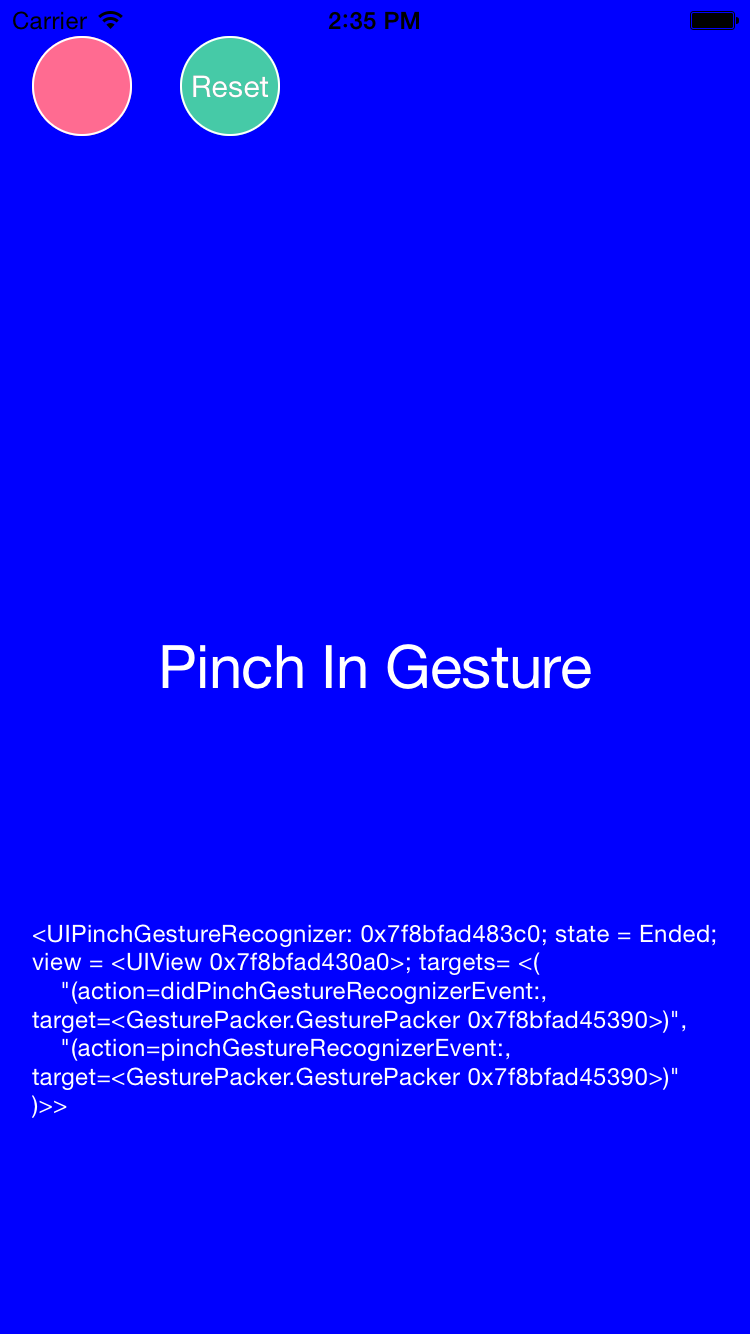 Carrier 2:35 PM
Reset
Pinch In Gesture
<UIPinchGestureRecognizer: 0x7f8bfad483c0; state = Ended;
view = <UIView 0x7f8bfad430a0>; targets= <(
    "(action=didPinchGestureRecognizerEvent:,
target=<GesturePacker.GesturePacker 0x7f8bfad45390>)",
    "(action=pinchGestureRecognizerEvent:,
target=<GesturePacker.GesturePacker 0x7f8bfad45390>)"
)>>